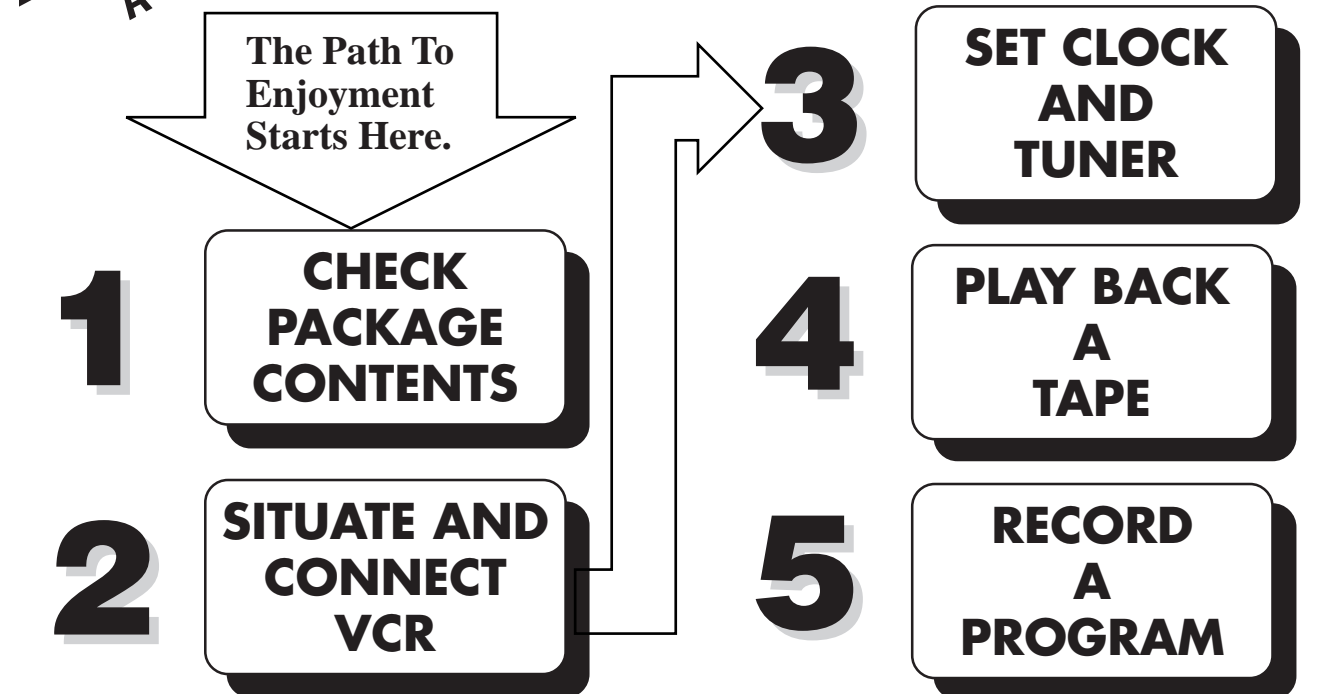 The Path To
Enjoyment
Starts Here.
1
CHECK
PACKAGE
CONTENTS
2
SITUATE AND
CONNECT
VCR
3
SET CLOCK
AND
TUNER
4
PLAY BACK
A
TAPE
5
RECORD
A
PROGRAM